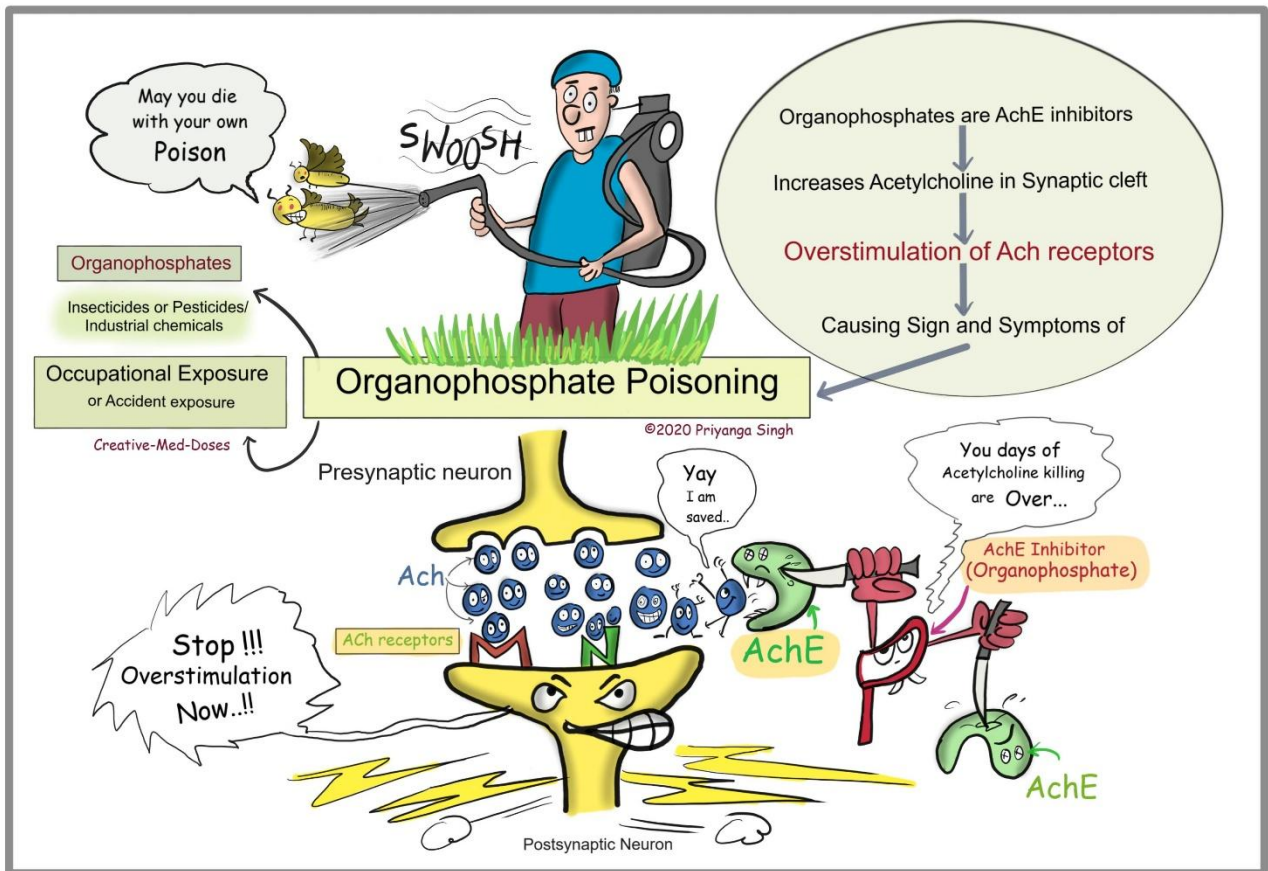 May you die
with your own
Poison
SWOOSH
Organophosphates are AchE inhibitors
Increases Acetylcholine in Synaptic cleft
Overstimulation of Ach receptors
Causing Sign and Symptoms of
Organophosphates
Insecticides or Pesticides/
Industrial chemicals
Occupational Exposure
or Accident exposure
Creative-Med-Doses
Organophosphate Poisoning
©2020 Priyanga Singh
Presynaptic neuron
Yay
I am
saved..
You days of
Acetylcholine killing
are Over...
AchE Inhibitor
(Organophosphate)
Ach
ACh receptors
M
N
AchE
Stop !!!
Overstimulation
Now..!!
AchE
Postsynaptic Neuron